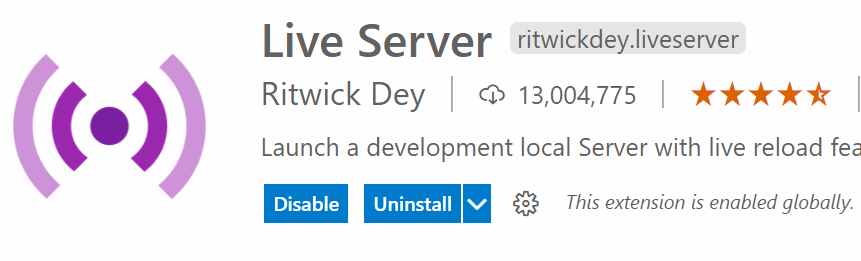 Live Server ritwickdey.liveserver
Ritwick Dey 13,004,775
Launch a development local Server with live reload fea
Disable Uninstall This extension is enabled globally.